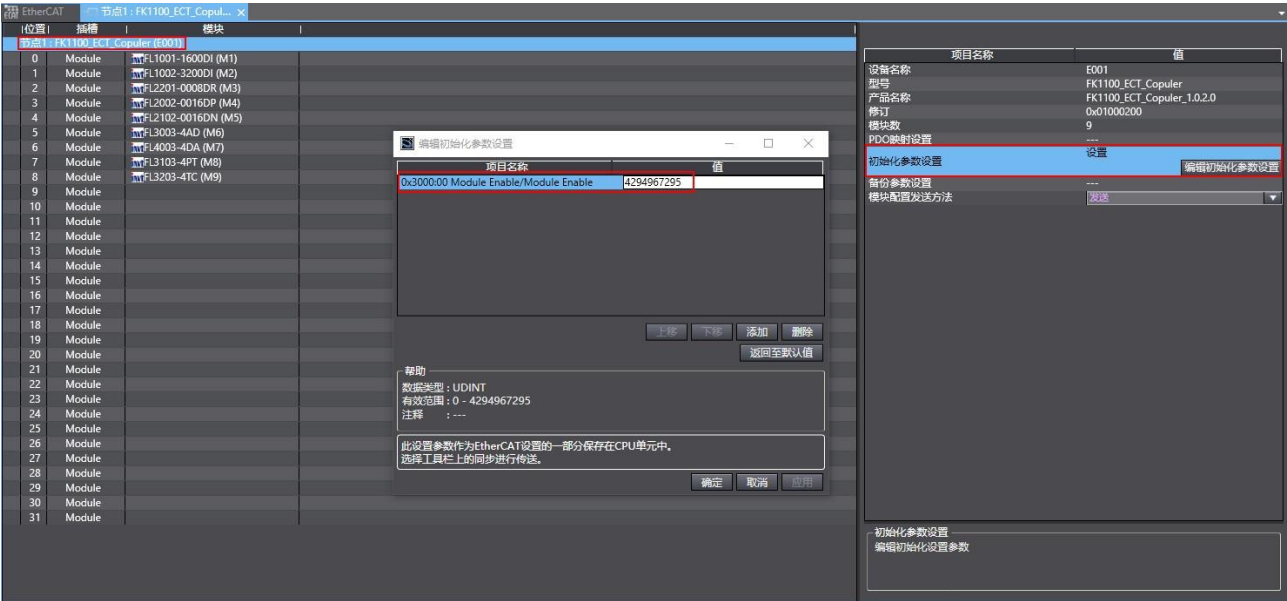 EtherCAT
节点1 : FK1100_ECT_Copul... ×
位置 插槽 模块
节点1 : FK1100_ECT_Copuler (E001)
0 Module FL1001-1600DI (M1)
1 Module FL1002-3200DI (M2)
2 Module FL2201-0008DR (M3)
3 Module FL2002-0016DP (M4)
4 Module FL2102-0016DN (M5)
5 Module FL3003-4AD (M6)
6 Module FL4003-4DA (M7)
7 Module FL3103-4PT (M8)
8 Module FL3203-4TC (M9)
9 Module
10 Module
11 Module
12 Module
13 Module
14 Module
15 Module
16 Module
17 Module
18 Module
19 Module
20 Module
21 Module
22 Module
23 Module
24 Module
25 Module
26 Module
27 Module
28 Module
29 Module
30 Module
31 Module
编辑初始化参数设置
项目名称 值
0x3000:00 Module Enable/Module Enable 4294967295
上移 下移 添加 删除
返回至默认值
帮助
数据类型 : UDINT
有效范围 : 0 - 4294967295
注释 : ---
此设置参数作为EtherCAT设置的一部分保存在CPU单元中。
选择工具栏上的同步进行传送。
确定 取消 应用
项目名称 值
设备名称 E001
型号 FK1100_ECT_Copuler
产品名称 FK1100_ECT_Copuler_1.0.2.0
修订 0x01000200
模块数 9
PDO映射设置 ---
初始化参数设置 设置
编辑初始化参数设置
备份参数设置 ---
模块配置发送方法 发送
初始化参数设置
编辑初始化设置参数